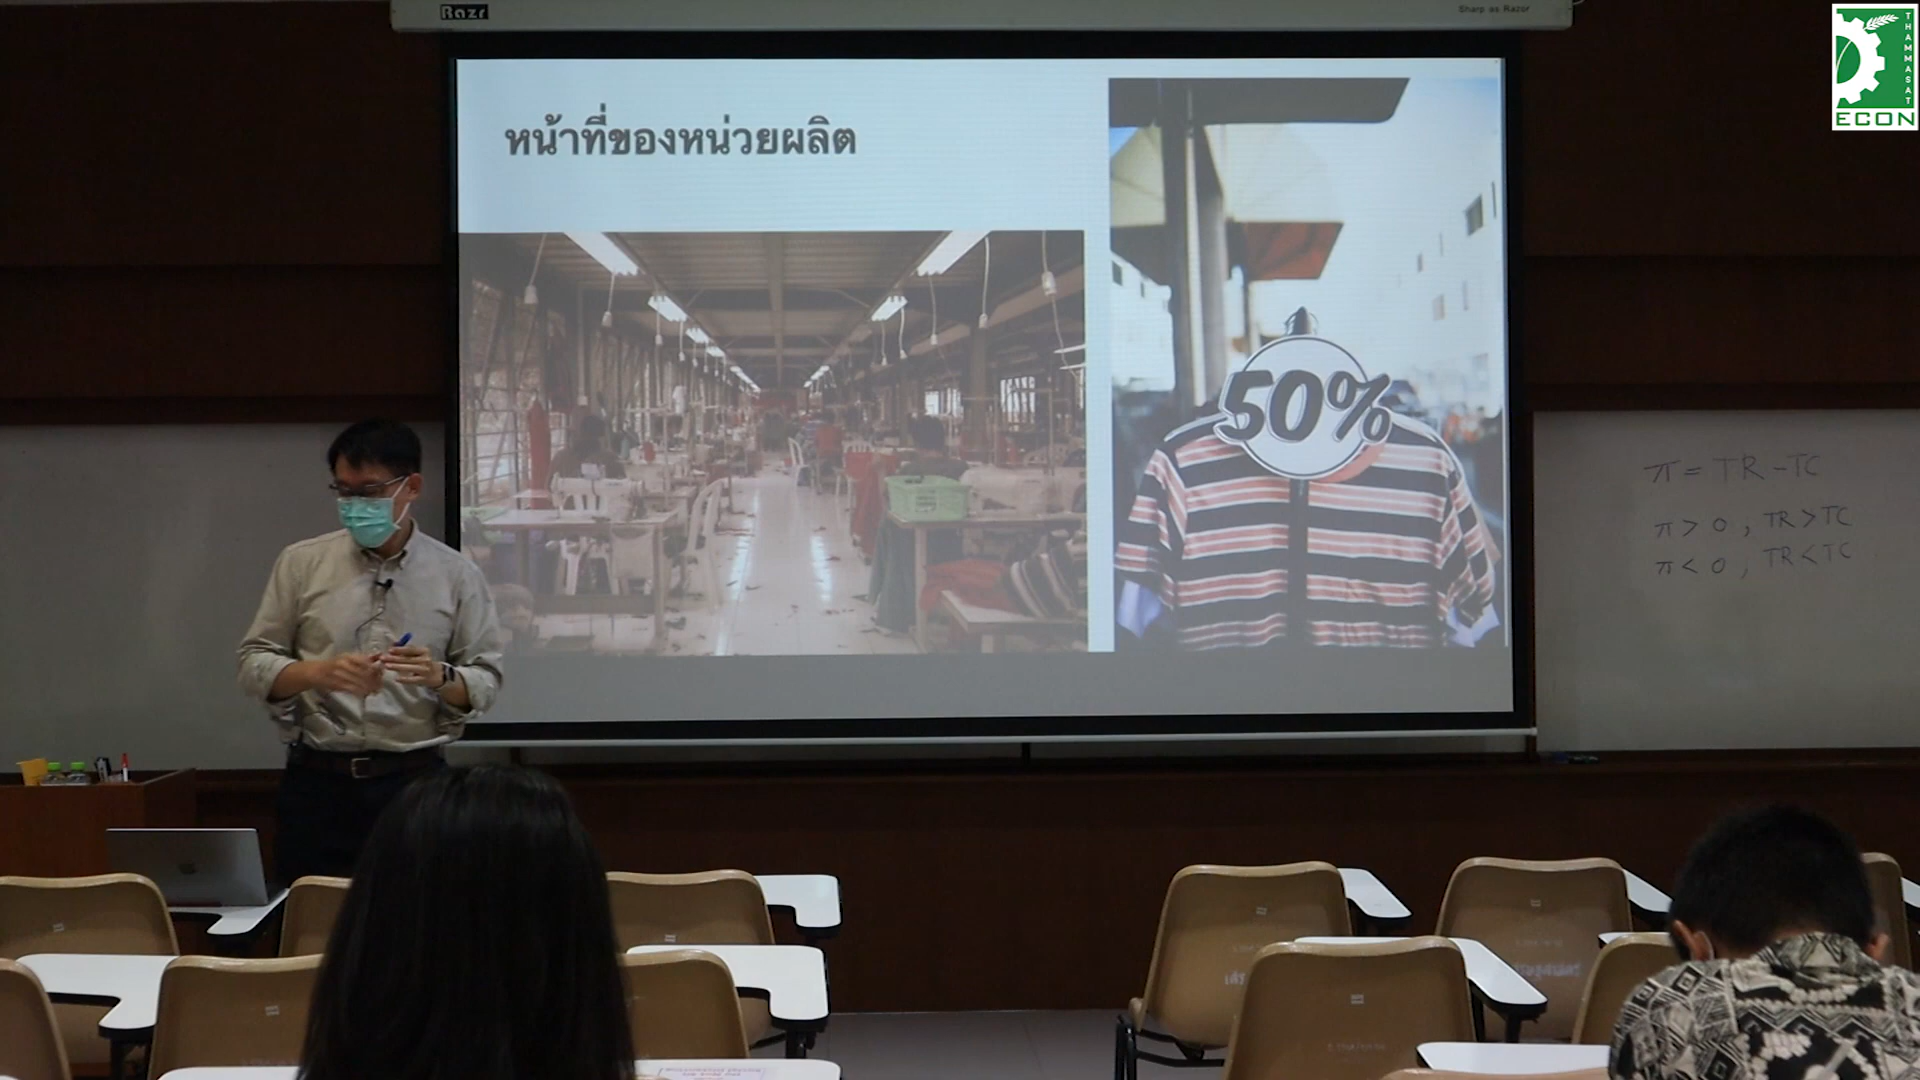 Razr
Sharp as Razor
THAMMASAT
ECON
หน้าที่ของหน่วยผลิต
50%
π = TR - TC
π > 0 , TR > TC
π < 0 , TR < TC